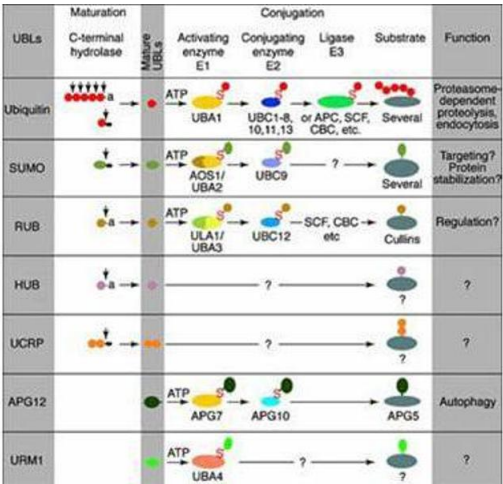 Maturation
Conjugation
UBLs
C-terminal
hydrolase
Mature
UBLs
Activating
enzyme
E1
Conjugating
enzyme
E2
Ligase
E3
Substrate
Function
Ubiquitin
a
ATP
S
UBA1
S
UBC1-8,
10,11,13
S
or APC, SCF,
CBC, etc.
Several
Proteasome-
dependent
proteolysis,
endocytosis
SUMO
ATP
S
AOS1/
UBA2
S
UBC9
?
Several
Targeting?
Protein
stabilization?
RUB
a
ATP
S
ULA1/
UBA3
S
UBC12
SCF, CBC
etc
Cullins
Regulation?
HUB
a
?
?
?
UCRP
?
?
?
APG12
ATP
S
APG7
S
APG10
APG5
Autophagy
URM1
ATP
S
UBA4
?
?
?